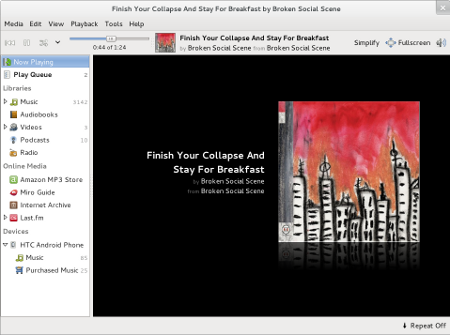 Finish Your Collapse And Stay For Breakfast by Broken Social Scene
Media Edit View Playback Tools Help
0:44 of 1:24
Finish Your Collapse And Stay For Breakfast
by Broken Social Scene from Broken Social Scene
Simplify
Fullscreen
Now Playing
Play Queue 2
Libraries
Music 3142
Audiobooks
Videos
Podcasts 10
Radio
Online Media
Amazon MP3 Store
Miro Guide
Internet Archive
Last.fm
Devices
HTC Android Phone
Music 85
Purchased Music 25
Finish Your Collapse And
Stay For Breakfast
by Broken Social Scene
from Broken Social Scene
Repeat Off